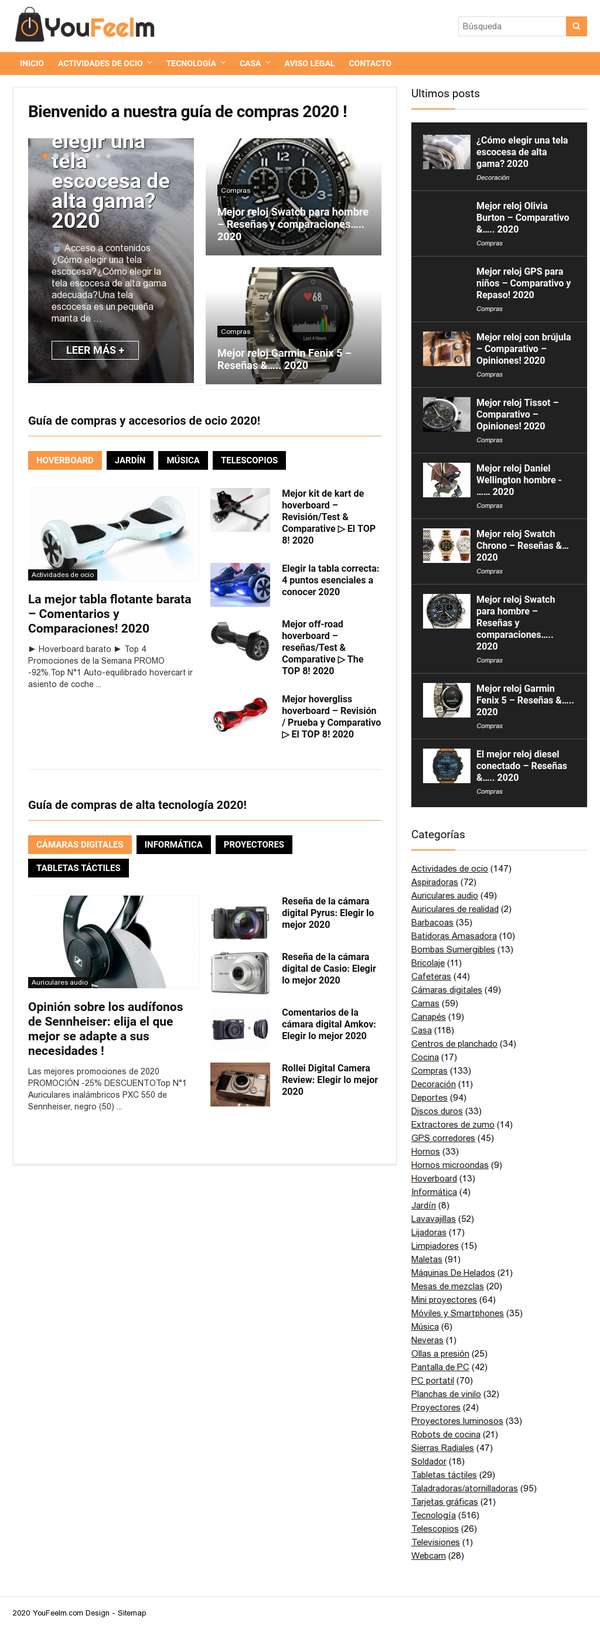 YouFeelm
Búsqueda
INICIO ACTIVIDADES DE OCIO TECNOLOGÍA CASA AVISO LEGAL CONTACTO
Bienvenido a nuestra guía de compras 2020 !
elegir una
tela
escocesa de
alta gama?
2020
Acceso a contenidos
¿Cómo elegir una tela
escocesa?¿Cómo elegir la
tela escocesa de alta gama
adecuada?Una tela
escocesa es un pequeña
manta de ...
LEER MÁS +
Compras
Mejor reloj Swatch para hombre
– Reseñas y comparaciones.....
2020
Compras
Mejor reloj Garmin Fenix 5 –
Reseñas &..... 2020
Guía de compras y accesorios de ocio 2020!
HOVERBOARD JARDÍN MÚSICA TELESCOPIOS
Actividades de ocio
La mejor tabla flotante barata
– Comentarios y
Comparaciones! 2020
► Hoverboard barato ► Top 4
Promociones de la Semana PROMO
-92%.Top N°1 Auto-equilibrado hovercart ir
asiento de coche ...
Mejor kit de kart de
hoverboard –
Revisión/Test &
Comparative ▷ El TOP
8! 2020
Elegir la tabla correcta:
4 puntos esenciales a
conocer 2020
Mejor off-road
hoverboard –
reseñas/Test &
Comparative ▷ The
TOP 8! 2020
Mejor hovergliss
hoverboard – Revisión
/ Prueba y Comparativo
▷ El TOP 8! 2020
Guía de compras de alta tecnología 2020!
CÁMARAS DIGITALES INFORMÁTICA PROYECTORES
TABLETAS TÁCTILES
Auriculares audio
Opinión sobre los audífonos
de Sennheiser: elija el que
mejor se adapte a sus
necesidades !
Las mejores promociones de 2020
PROMOCIÓN -25% DESCUENTOTop N°1
Auriculares inalámbricos PXC 550 de
Sennheiser, negro (50) ...
Reseña de la cámara
digital Pyrus: Elegir lo
mejor 2020
Reseña de la cámara
digital de Casio: Elegir
lo mejor 2020
Comentarios de la
cámara digital Amkov:
Elegir lo mejor 2020
Rollei Digital Camera
Review: Elegir lo mejor
2020
Ultimos posts
¿Cómo elegir una tela
escocesa de alta
gama? 2020
Decoración
Mejor reloj Olivia
Burton – Comparativo
&..... 2020
Compras
Mejor reloj GPS para
niños – Comparativo y
Repaso! 2020
Compras
Mejor reloj con brújula
– Comparativo –
Opiniones! 2020
Compras
Mejor reloj Tissot –
Comparativo –
Opiniones! 2020
Compras
Mejor reloj Daniel
Wellington hombre -
...... 2020
Compras
Mejor reloj Swatch
Chrono – Reseñas &...
2020
Compras
Mejor reloj Swatch
para hombre –
Reseñas y
comparaciones.....
2020
Compras
Mejor reloj Garmin
Fenix 5 – Reseñas &.....
2020
Compras
El mejor reloj diesel
conectado – Reseñas
&..... 2020
Compras
Categorías
Actividades de ocio (147)
Aspiradoras (72)
Auriculares audio (49)
Auriculares de realidad (2)
Barbacoas (35)
Batidoras Amasadora (10)
Bombas Sumergibles (13)
Bricolaje (11)
Cafeteras (44)
Cámaras digitales (49)
Camas (59)
Canapés (19)
Casa (118)
Centros de planchado (34)
Cocina (17)
Compras (133)
Decoración (11)
Deportes (94)
Discos duros (33)
Extractores de zumo (14)
GPS corredores (45)
Hornos (33)
Hornos microondas (9)
Hoverboard (13)
Informática (4)
Jardín (8)
Lavavajillas (52)
Lijadoras (17)
Limpiadores (15)
Maletas (91)
Máquinas De Helados (21)
Mesas de mezclas (20)
Mini proyectores (64)
Móviles y Smartphones (35)
Música (6)
Neveras (1)
Ollas a presión (25)
Pantalla de PC (42)
PC portatil (70)
Planchas de vinilo (32)
Proyectores (24)
Proyectores luminosos (33)
Robots de cocina (21)
Sierras Radiales (47)
Soldador (18)
Tabletas táctiles (29)
Taladradoras/atornilladoras (95)
Tarjetas gráficas (21)
Tecnología (516)
Telescopios (26)
Televisiones (1)
Webcam (28)
2020 YouFeelm.com Design - Sitemap